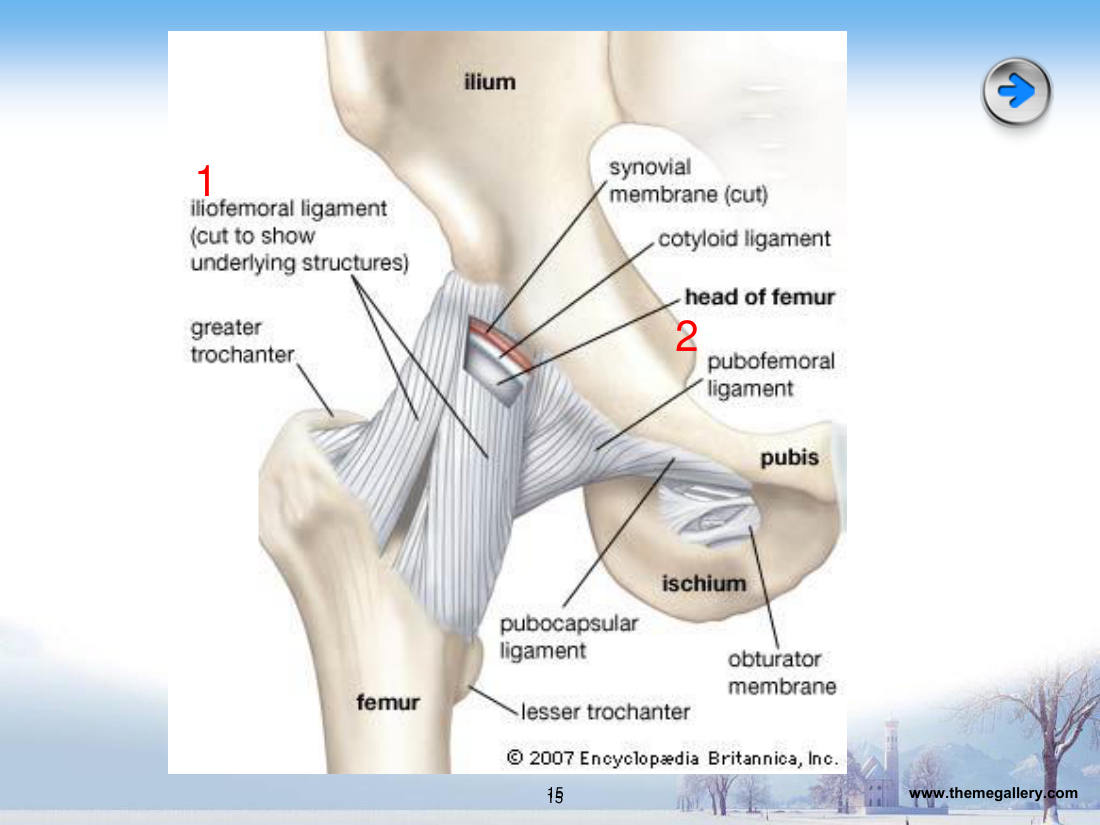 ilium
1
iliofemoral ligament
(cut to show
underlying structures)
synovial
membrane (cut)
cotyloid ligament
head of femur
greater
trochanter
2
pubofemoral
ligament
pubis
ischium
pubocapsular
ligament
obturator
membrane
femur
lesser trochanter
© 2007 Encyclopædia Britannica, Inc.
15
www.themegallery.com